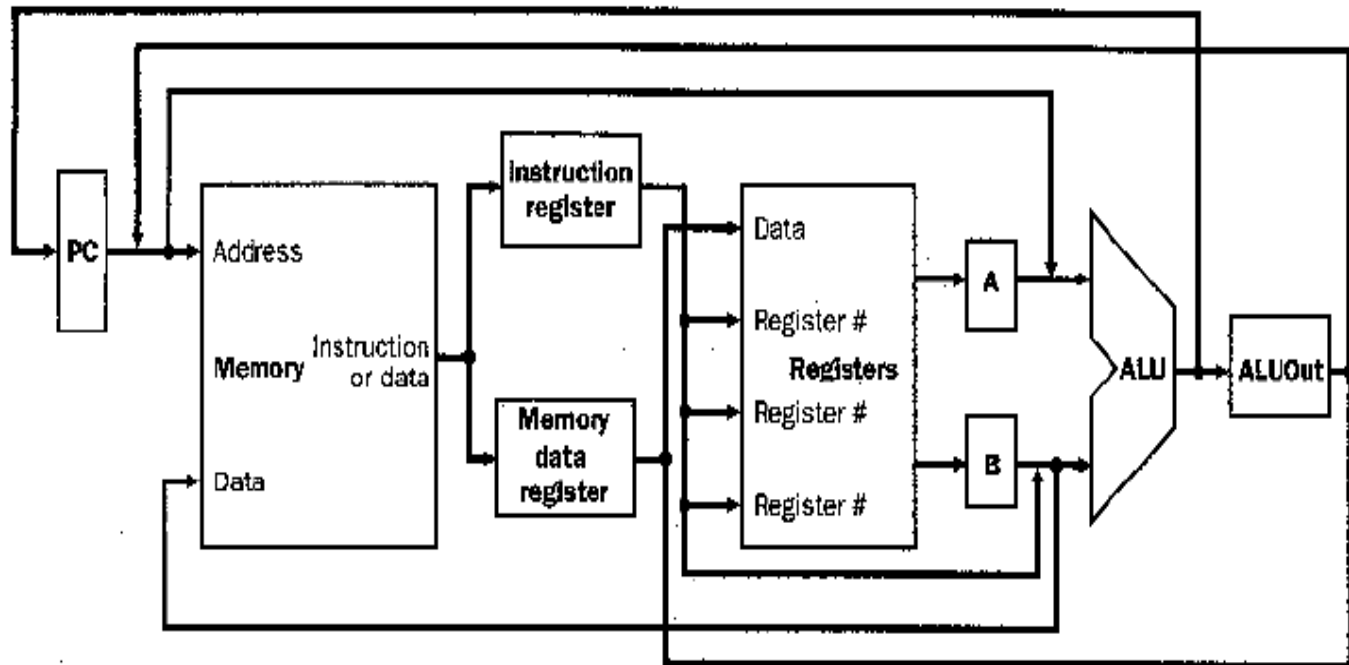 Instruction
register
PC
Address
Data
A
Register #
Instruction
or data
Memory
Registers
ALU
ALUOut
Register #
Memory
data
register
B
Data
Register #